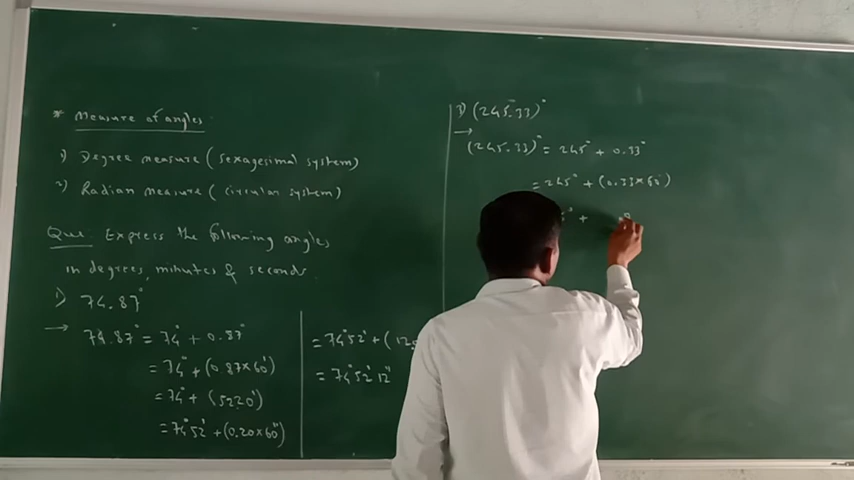 * Measure of angles
1) Degree measure (sexagesimal system)
2) Radian measure (circular system)
Que: Express the following angles
in degrees, minutes & seconds.
1) 74.87°
→ 74.87° = 74° + 0.87°
= 74° + (0.87×60')
= 74° + (52.20')
= 74° 52' + (0.20×60")
= 74° 52' + (12.
= 74° 52' 12"
(245.33)°
→ (245.33)° = 245° + 0.33°
= 245° + (0.33×60')
° +